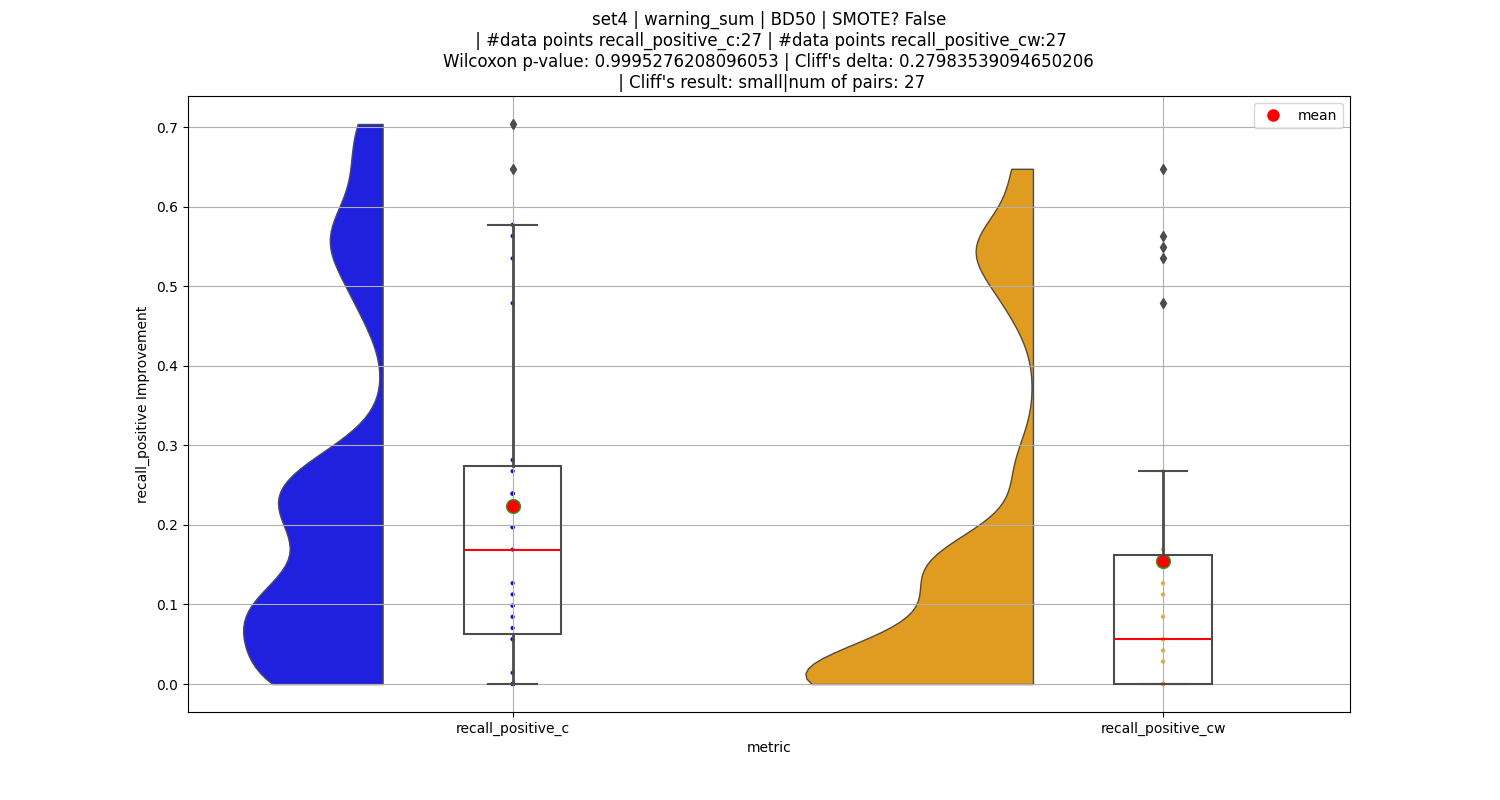 set4 | warning_sum | BD50 | SMOTE? False
| #data points recall_positive_c:27 | #data points recall_positive_cw:27
Wilcoxon p-value: 0.9995276208096053 | Cliff's delta: 0.27983539094650206
| Cliff's result: small|num of pairs: 27
mean
0.7
0.6
0.5
0.4
0.3
0.2
0.1
0.0
recall_positive Improvement
recall_positive_c
recall_positive_cw
metric